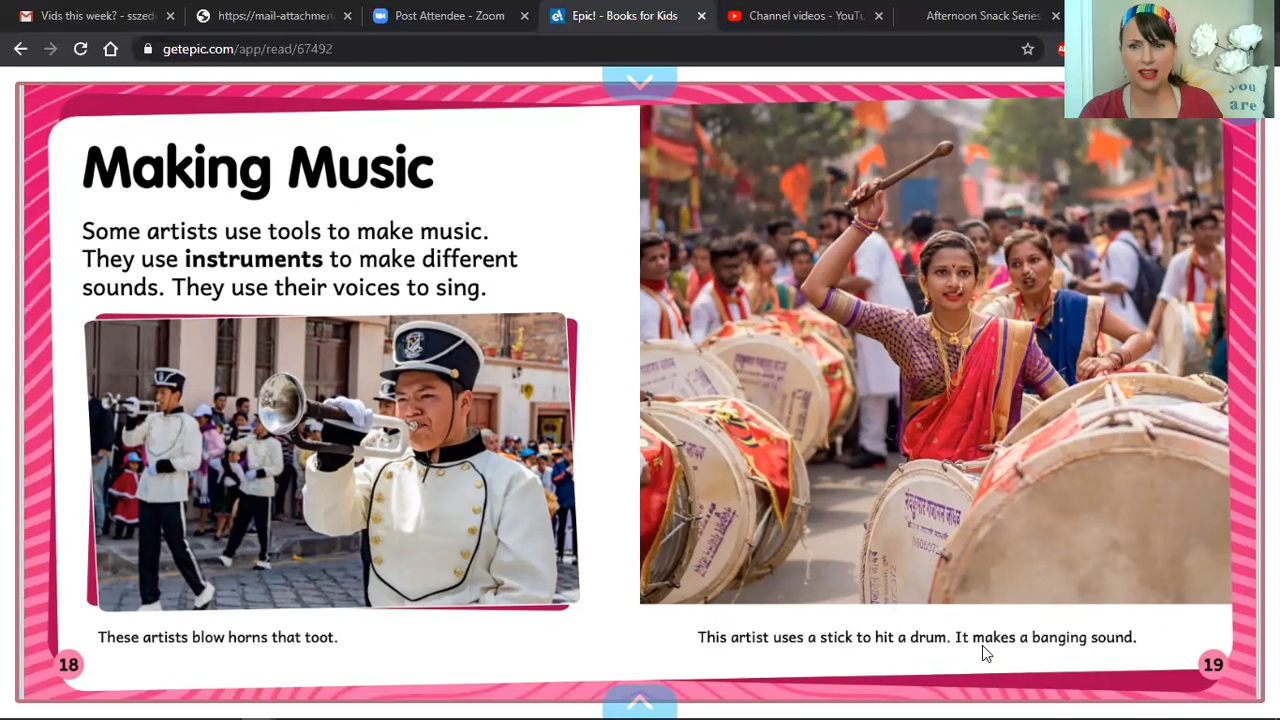 Vids this week? - sszed
https://mail-attachmen
Post Attendee - Zoom
Epic! - Books for Kids
Channel videos - YouTu
Afternoon Snack Series
getepic.com/app/read/67492
you
are
Making Music
Some artists use tools to make music.
They use instruments to make different
sounds. They use their voices to sing.
These artists blow horns that toot.
18
This artist uses a stick to hit a drum. It makes a banging sound.
19